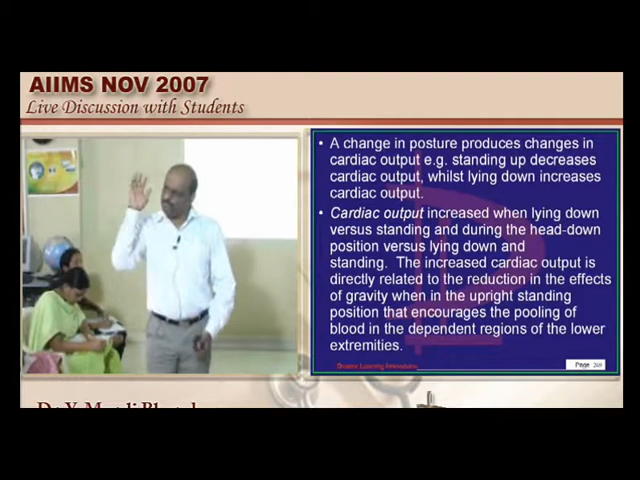 AIIMS NOV 2007
Live Discussion with Students
• A change in posture produces changes in
cardiac output e.g. standing up decreases
cardiac output, whilst lying down increases
cardiac output.
• Cardiac output increased when lying down
versus standing and during the head-down
position versus lying down and
standing. The increased cardiac output is
directly related to the reduction in the effects
of gravity when in the upright standing
position that encourages the pooling of
blood in the dependent regions of the lower
extremities.
Page